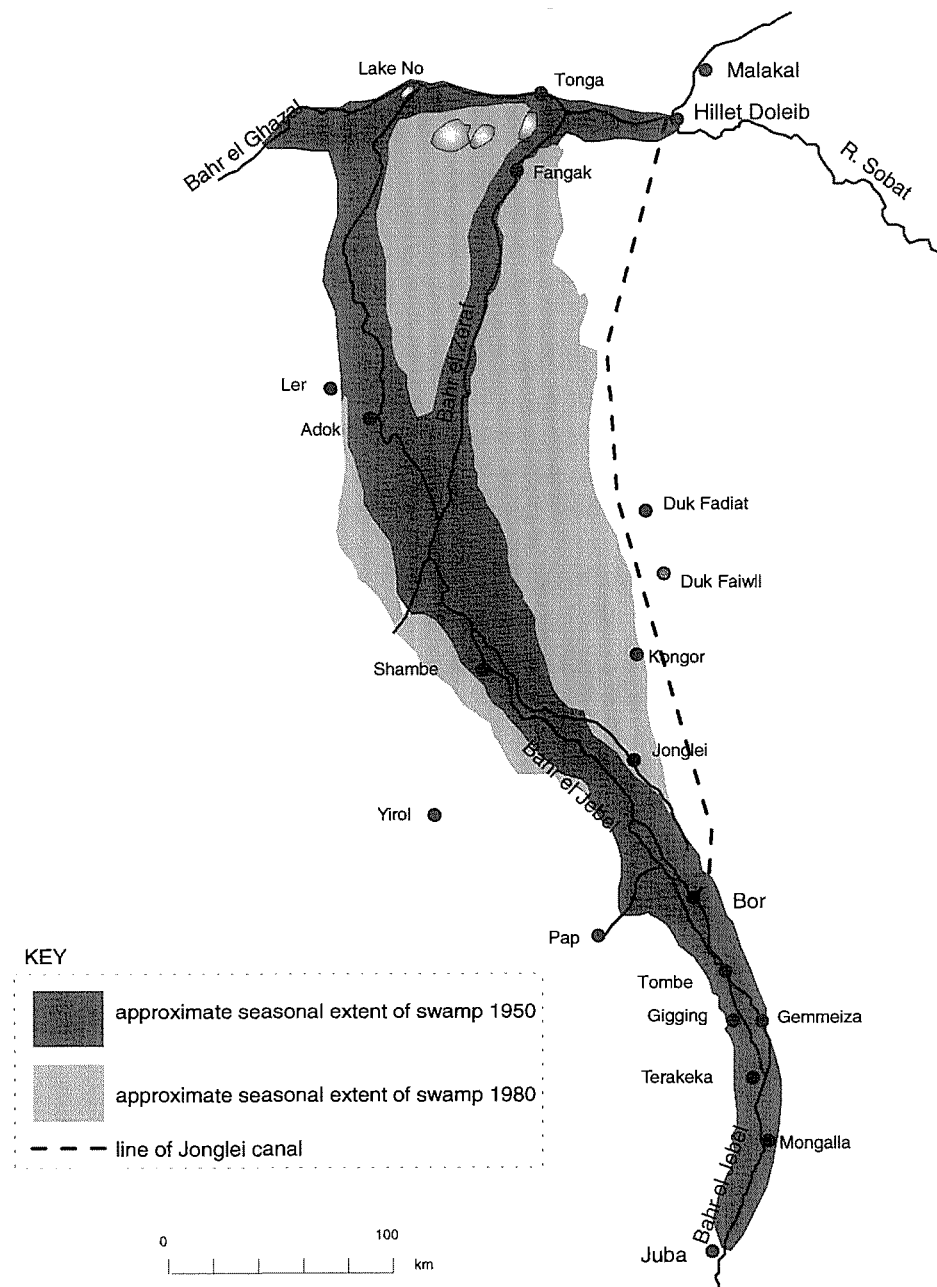 Lake No
Tonga
Malakal
Hillet Doleib
Bahr el Ghazal
R. Sobat
Fangak
Bahr el Zeraf
Ler
Adok
Duk Fadiat
Duk Faiwll
Kongor
Shambe
Jonglei
Bahr el Jebel
Yirol
Bor
Pap
KEY
Tombe
approximate seasonal extent of swamp 1950
Gigging
Gemmeiza
Terakeka
approximate seasonal extent of swamp 1980
line of Jonglei canal
Mongalla
Bahr el Jebel
0
100
km
Juba